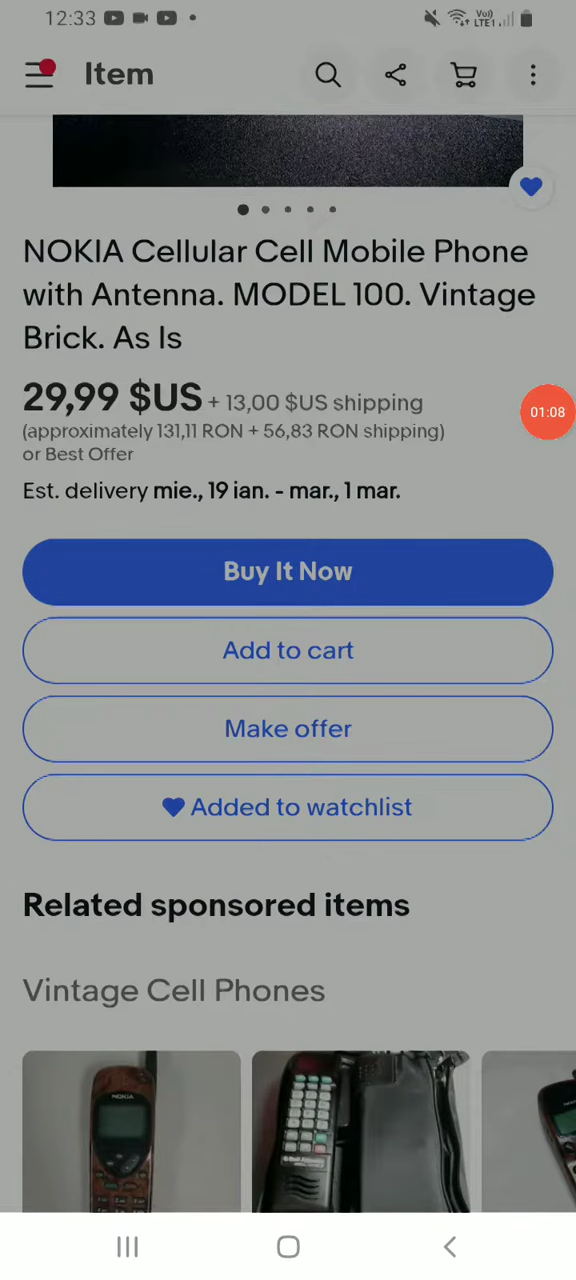 12:33
Vo)
LTE1
Item
NOKIA Cellular Cell Mobile Phone
with Antenna. MODEL 100. Vintage
Brick. As Is
29,99 $US + 13,00 $US shipping
(approximately 131,11 RON + 56,83 RON shipping)
or Best Offer
01:08
Est. delivery mie., 19 ian. - mar., 1 mar.
Buy It Now
Add to cart
Make offer
Added to watchlist
Related sponsored items
Vintage Cell Phones
NOKIA